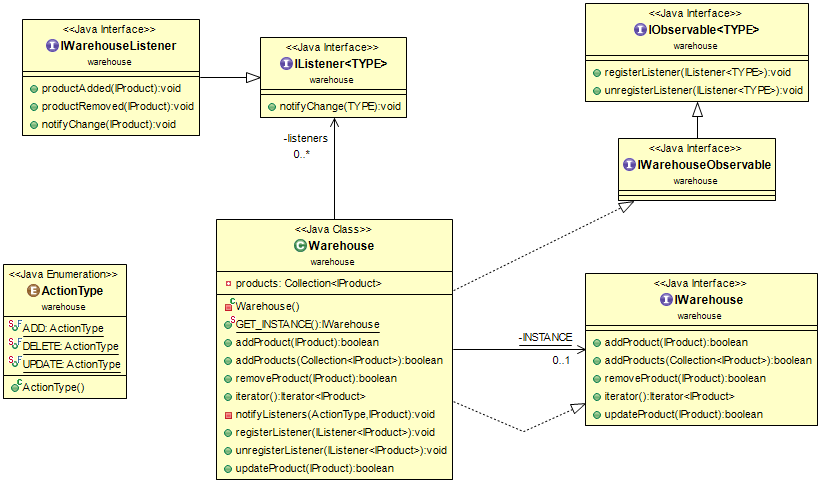 <<Java Interface>>
IWarehouseListener
warehouse
productAdded(IProduct):void
productRemoved(IProduct):void
notifyChange(IProduct):void
<<Java Interface>>
IListener<TYPE>
warehouse
notifyChange(TYPE):void
<<Java Interface>>
IObservable<TYPE>
warehouse
registerListener(IListener<TYPE>):void
unregisterListener(IListener<TYPE>):void
-listeners
0..*
<<Java Interface>>
IWarehouseObservable
warehouse
<<Java Class>>
Warehouse
warehouse
products: Collection<IProduct>
Warehouse()
GET_INSTANCE():IWarehouse
addProduct(IProduct):boolean
addProducts(Collection<IProduct>):boolean
removeProduct(IProduct):boolean
iterator():Iterator<IProduct>
notifyListeners(ActionType,IProduct):void
registerListener(IListener<IProduct>):void
unregisterListener(IListener<IProduct>):void
updateProduct(IProduct):boolean
<<Java Enumeration>>
ActionType
warehouse
ADD: ActionType
DELETE: ActionType
UPDATE: ActionType
ActionType()
-INSTANCE
0..1
<<Java Interface>>
IWarehouse
warehouse
addProduct(IProduct):boolean
addProducts(Collection<IProduct>):boolean
removeProduct(IProduct):boolean
iterator():Iterator<IProduct>
updateProduct(IProduct):boolean